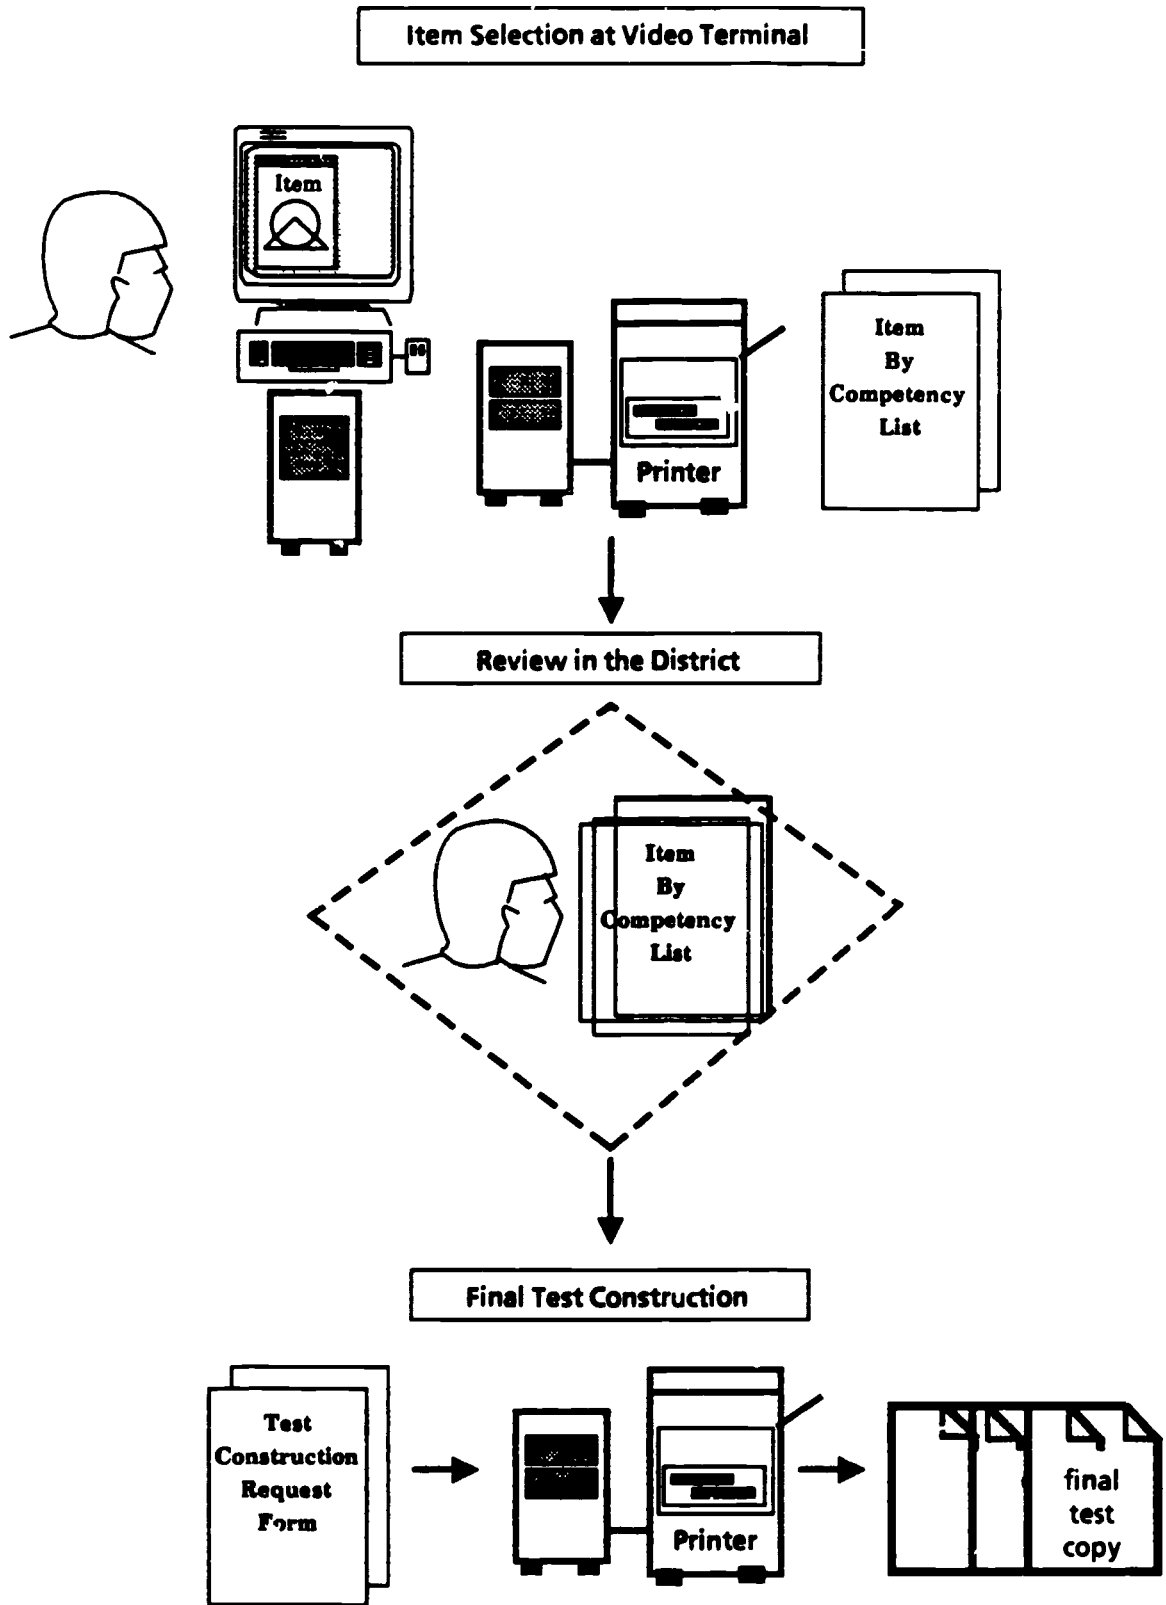 Item Selection at Video Terminal
Item
Printer
Item
By
Competency
List
Review in the District
Item
By
Competency
List
Final Test Construction
Test
Construction
Request
Form
Printer
final
test
copy